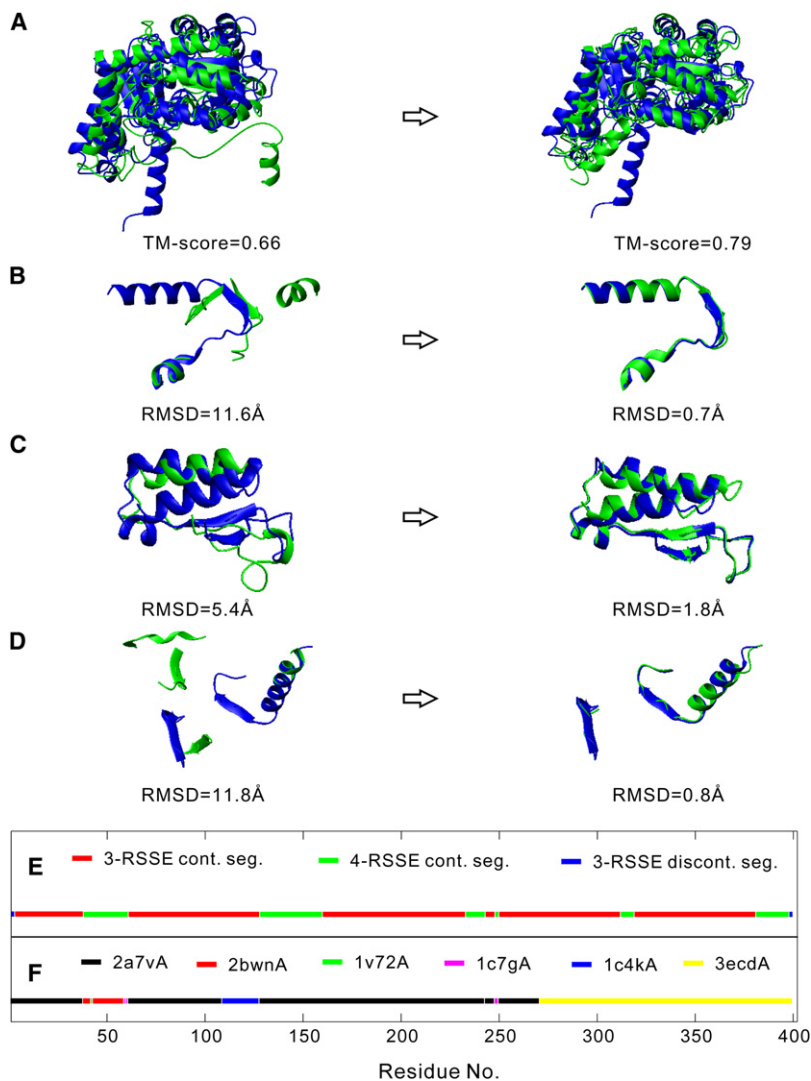 A
TM-score=0.66 TM-score=0.79
B
RMSD=11.6Å RMSD=0.7Å
C
RMSD=5.4Å RMSD=1.8Å
D
RMSD=11.8Å RMSD=0.8Å
E 3-RSSE cont. seg. 4-RSSE cont. seg. 3-RSSE discont. seg.
F 2a7vA 2bwnA 1v72A 1c7gA 1c4kA 3ecdA
50 100 150 200 250 300 350 400
Residue No.